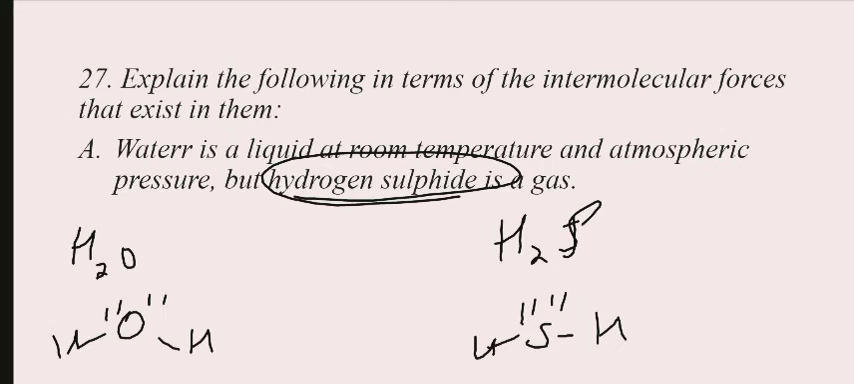 27. Explain the following in terms of the intermolecular forces
that exist in them:
A. Waterr is a liquid at room temperature and atmospheric
pressure, but hydrogen sulphide is a gas.
H₂O H₂S
H-O-H H-S-H